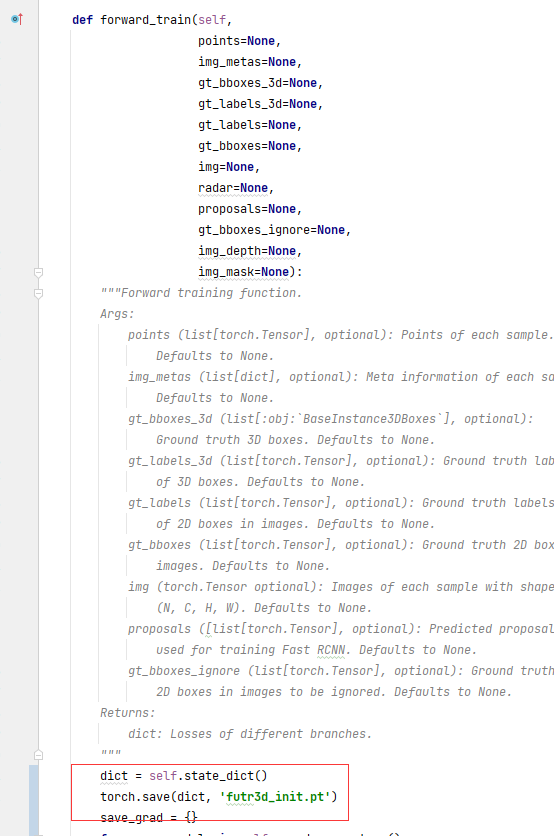 def forward_train(self,
points=None,
img_metas=None,
gt_bboxes_3d=None,
gt_labels_3d=None,
gt_labels=None,
gt_bboxes=None,
img=None,
radar=None,
proposals=None,
gt_bboxes_ignore=None,
img_depth=None,
img_mask=None):
"""Forward training function.
Args:
points (list[torch.Tensor], optional): Points of each sample.
Defaults to None.
img_metas (list[dict], optional): Meta information of each sa
Defaults to None.
gt_bboxes_3d (list[:obj:`BaseInstance3DBoxes`], optional):
Ground truth 3D boxes. Defaults to None.
gt_labels_3d (list[torch.Tensor], optional): Ground truth lab
of 3D boxes. Defaults to None.
gt_labels (list[torch.Tensor], optional): Ground truth labels
of 2D boxes in images. Defaults to None.
gt_bboxes (list[torch.Tensor], optional): Ground truth 2D box
images. Defaults to None.
img (torch.Tensor optional): Images of each sample with shape
(N, C, H, W). Defaults to None.
proposals ([list[torch.Tensor], optional): Predicted proposal
used for training Fast RCNN. Defaults to None.
gt_bboxes_ignore (list[torch.Tensor], optional): Ground truth
2D boxes in images to be ignored. Defaults to None.
Returns:
dict: Losses of different branches.
"""
dict = self.state_dict()
torch.save(dict, 'futr3d_init.pt')
save_grad = {}